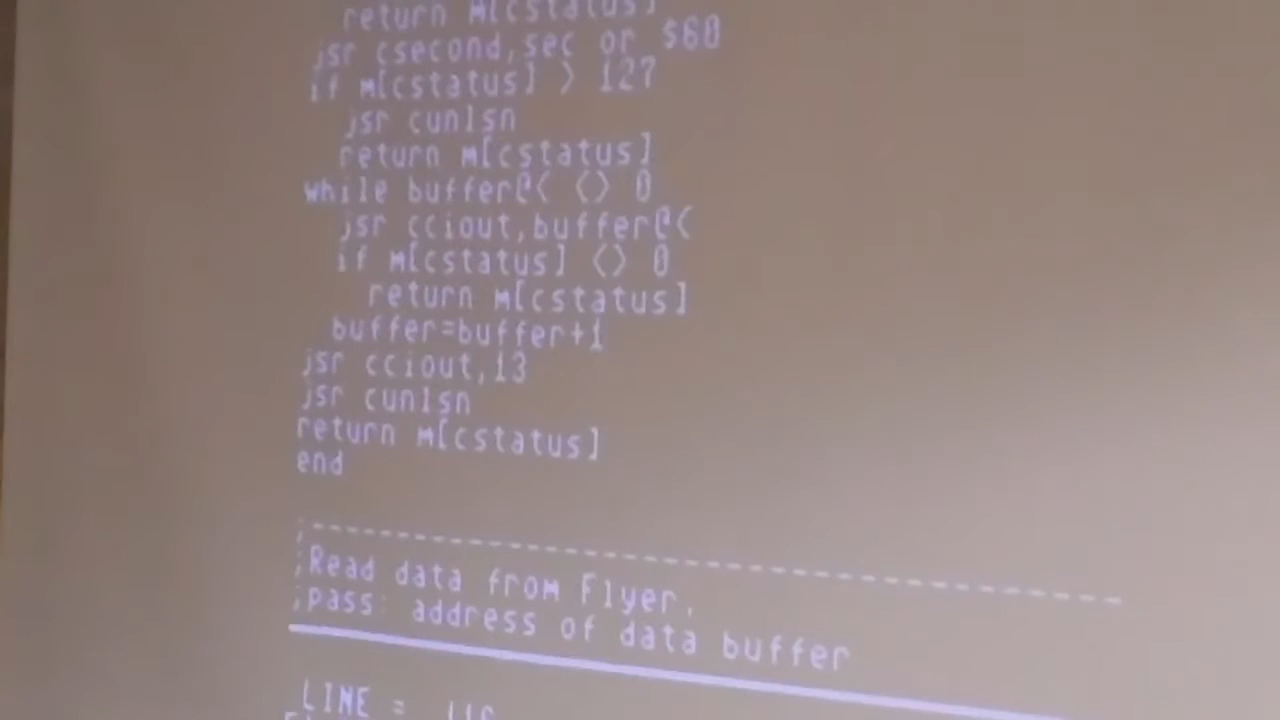 return m[cstatus]
jsr csecond,sec or $60
if m[cstatus] > 127
jsr cunlsn
return m[cstatus]
while buffer@< <> 0
jsr cciout,buffer@<
if m[cstatus] <> 0
return m[cstatus]
buffer=buffer+1
jsr cciout,13
jsr cunlsn
return m[cstatus]
end
;-----------------------------------
;Read data from Flyer,
;pass: address of data buffer
LINE =